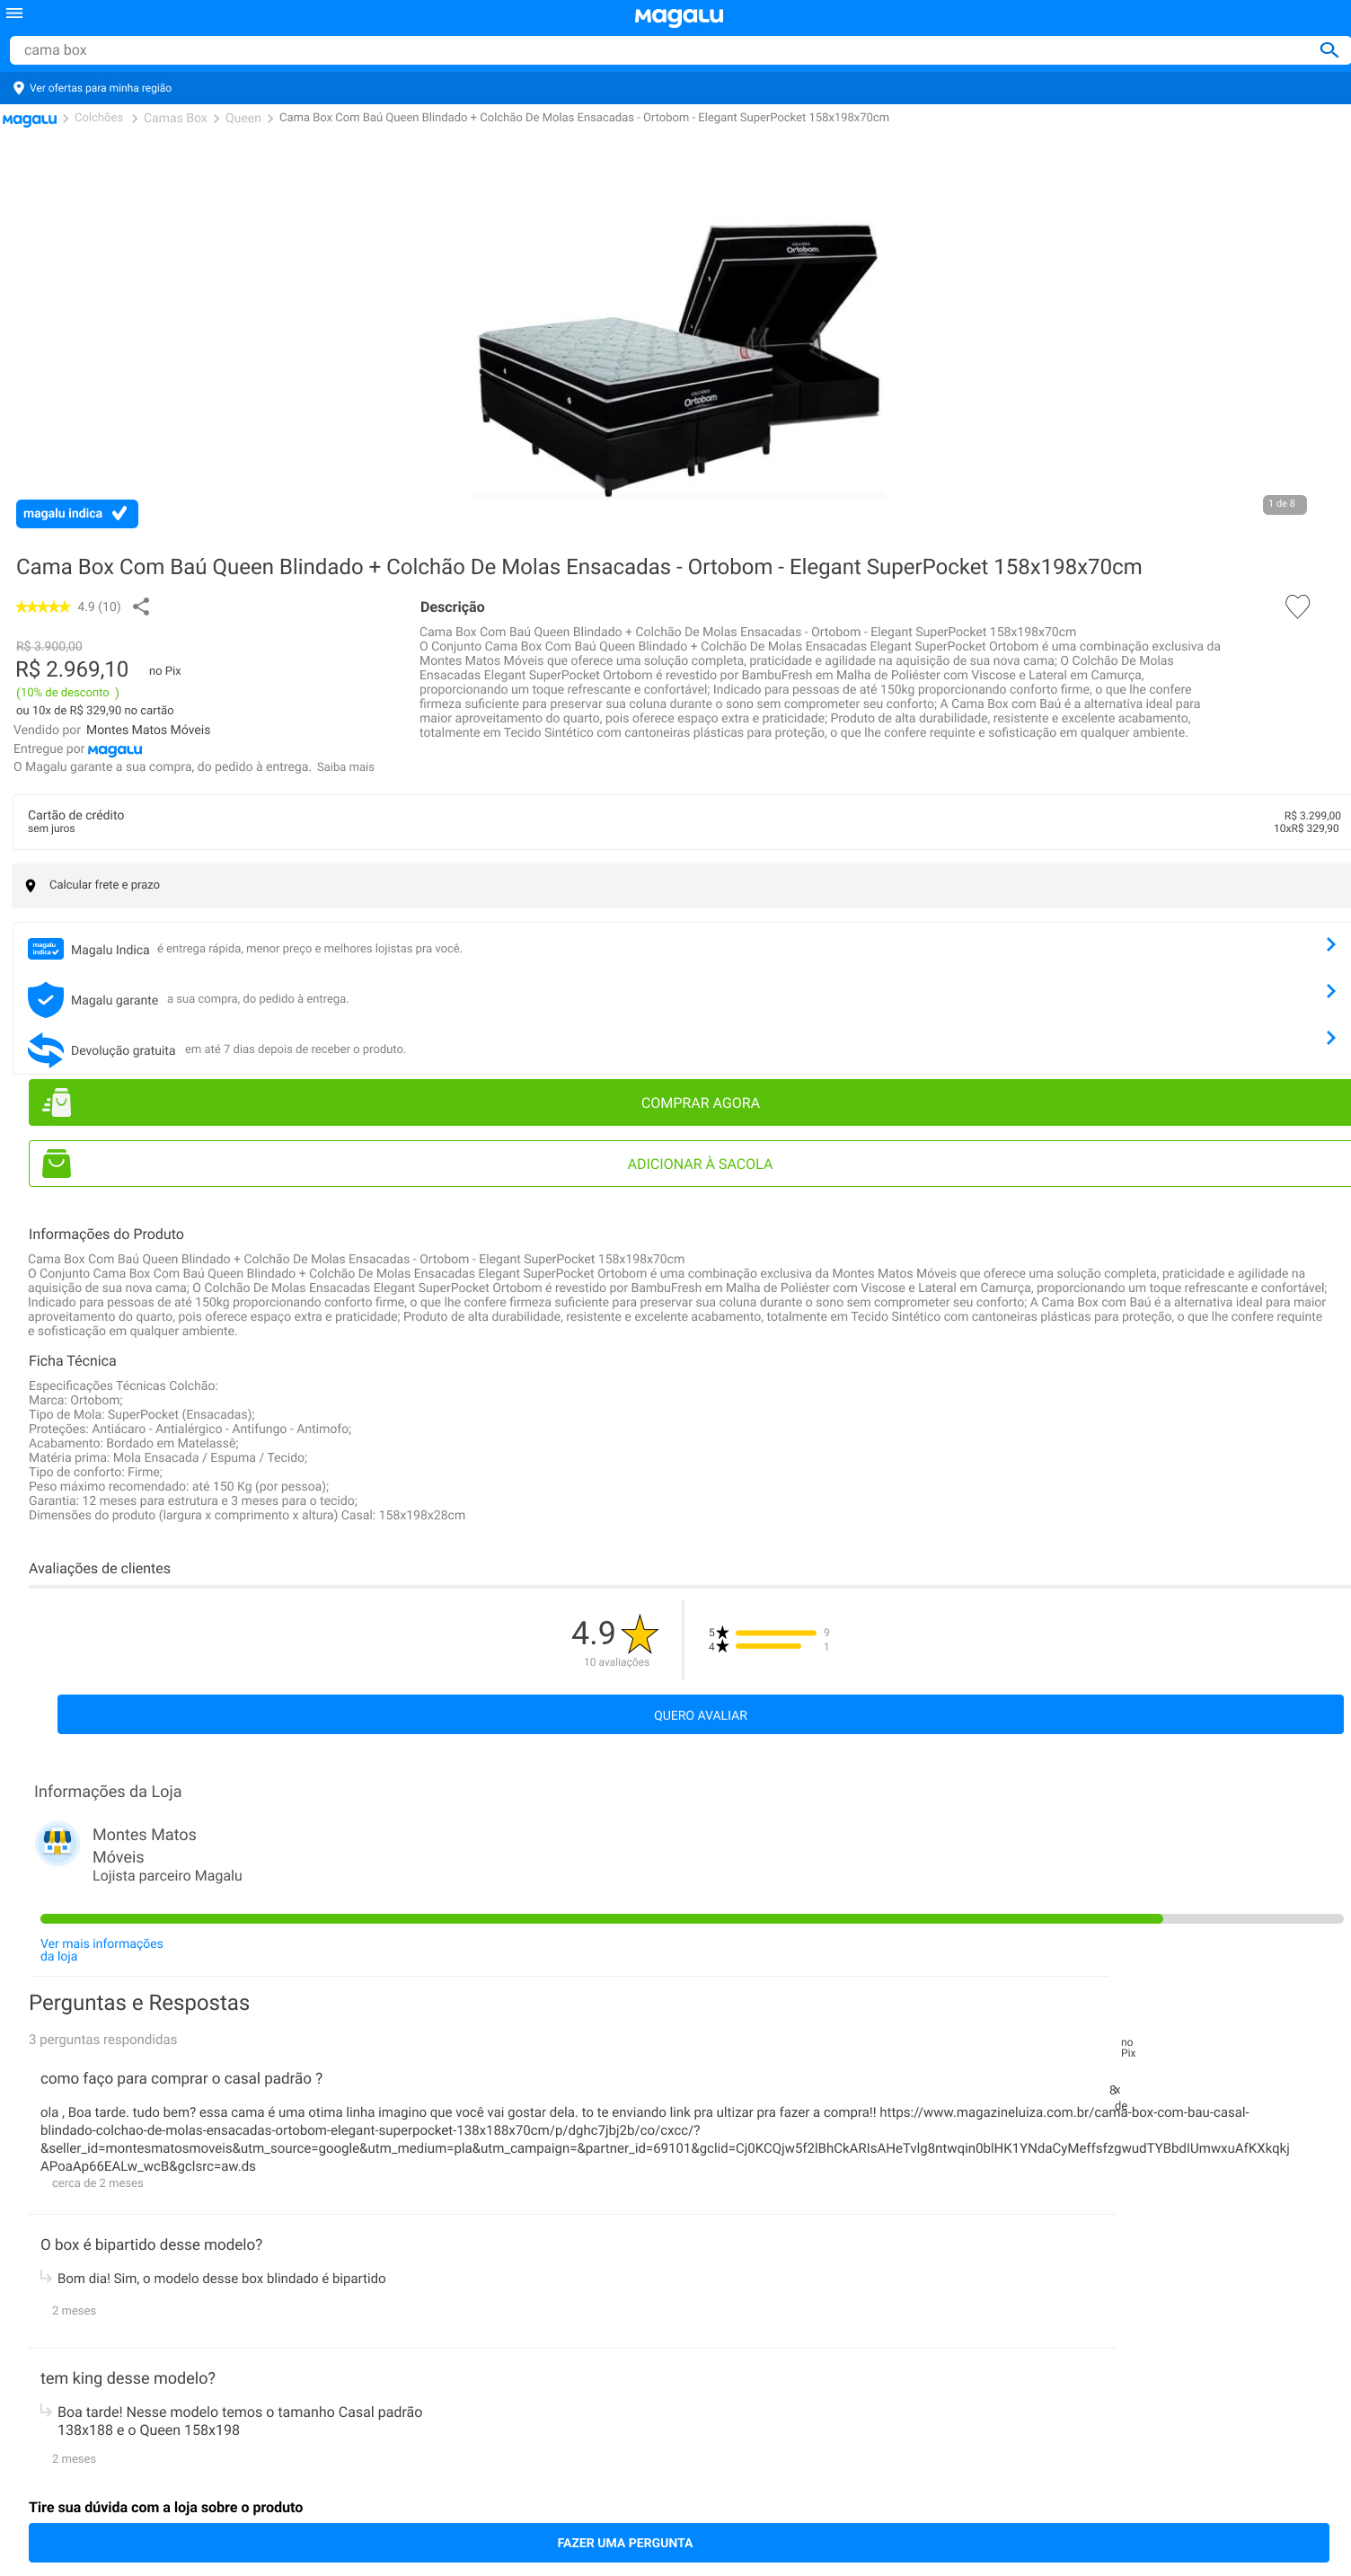 Magalu
cama box
Ver ofertas para minha região
Magalu Colchões Camas Box Queen Cama Box Com Baú Queen Blindado + Colchão De Molas Ensacadas - Ortobom - Elegant SuperPocket 158x198x70cm
Ortobom
Ortobom
1 de 8
magalu indica
Cama Box Com Baú Queen Blindado + Colchão De Molas Ensacadas - Ortobom - Elegant SuperPocket 158x198x70cm
4.9 (10)
R$ 3.900,00
R$ 2.969,10 no Pix
(10% de desconto )
ou 10x de R$ 329,90 no cartão
Vendido por Montes Matos Móveis
Entregue por Magalu
O Magalu garante a sua compra, do pedido à entrega. Saiba mais
Descrição
Cama Box Com Baú Queen Blindado + Colchão De Molas Ensacadas - Ortobom - Elegant SuperPocket 158x198x70cm
O Conjunto Cama Box Com Baú Queen Blindado + Colchão De Molas Ensacadas Elegant SuperPocket Ortobom é uma combinação exclusiva da
Montes Matos Móveis que oferece uma solução completa, praticidade e agilidade na aquisição de sua nova cama; O Colchão De Molas
Ensacadas Elegant SuperPocket Ortobom é revestido por BambuFresh em Malha de Poliéster com Viscose e Lateral em Camurça,
proporcionando um toque refrescante e confortável; Indicado para pessoas de até 150kg proporcionando conforto firme, o que lhe confere
firmeza suficiente para preservar sua coluna durante o sono sem comprometer seu conforto; A Cama Box com Baú é a alternativa ideal para
maior aproveitamento do quarto, pois oferece espaço extra e praticidade; Produto de alta durabilidade, resistente e excelente acabamento,
totalmente em Tecido Sintético com cantoneiras plásticas para proteção, o que lhe confere requinte e sofisticação em qualquer ambiente.
Cartão de crédito
sem juros
R$ 3.299,00
10xR$ 329,90
Calcular frete e prazo
magalu
indica
Magalu Indica é entrega rápida, menor preço e melhores lojistas pra você.
Magalu garante a sua compra, do pedido à entrega.
Devolução gratuita em até 7 dias depois de receber o produto.
COMPRAR AGORA
ADICIONAR À SACOLA
Informações do Produto
Cama Box Com Baú Queen Blindado + Colchão De Molas Ensacadas - Ortobom - Elegant SuperPocket 158x198x70cm
O Conjunto Cama Box Com Baú Queen Blindado + Colchão De Molas Ensacadas Elegant SuperPocket Ortobom é uma combinação exclusiva da Montes Matos Móveis que oferece uma solução completa, praticidade e agilidade na
aquisição de sua nova cama; O Colchão De Molas Ensacadas Elegant SuperPocket Ortobom é revestido por BambuFresh em Malha de Poliéster com Viscose e Lateral em Camurça, proporcionando um toque refrescante e confortável;
Indicado para pessoas de até 150kg proporcionando conforto firme, o que lhe confere firmeza suficiente para preservar sua coluna durante o sono sem comprometer seu conforto; A Cama Box com Baú é a alternativa ideal para maior
aproveitamento do quarto, pois oferece espaço extra e praticidade; Produto de alta durabilidade, resistente e excelente acabamento, totalmente em Tecido Sintético com cantoneiras plásticas para proteção, o que lhe confere requinte
e sofisticação em qualquer ambiente.
Ficha Técnica
Especificações Técnicas Colchão:
Marca: Ortobom;
Tipo de Mola: SuperPocket (Ensacadas);
Proteções: Antiácaro - Antialérgico - Antifungo - Antimofo;
Acabamento: Bordado em Matelassê;
Matéria prima: Mola Ensacada / Espuma / Tecido;
Tipo de conforto: Firme;
Peso máximo recomendado: até 150 Kg (por pessoa);
Garantia: 12 meses para estrutura e 3 meses para o tecido;
Dimensões do produto (largura x comprimento x altura) Casal: 158x198x28cm
Avaliações de clientes
4.9
10 avaliações
5 9
4 1
QUERO AVALIAR
Informações da Loja
Montes Matos
Móveis
Lojista parceiro Magalu
Ver mais informações
da loja
Perguntas e Respostas
3 perguntas respondidas
no
Pix
como faço para comprar o casal padrão ?
8x
de
ola , Boa tarde. tudo bem? essa cama é uma otima linha imagino que você vai gostar dela. to te enviando link pra ultizar pra fazer a compra!! https://www.magazineluiza.com.br/cama-box-com-bau-casal-
blindado-colchao-de-molas-ensacadas-ortobom-elegant-superpocket-138x188x70cm/p/dghc7jbj2b/co/cxcc/?
&seller_id=montesmatosmoveis&utm_source=google&utm_medium=pla&utm_campaign=&partner_id=69101&gclid=Cj0KCQjw5f2lBhCkARIsAHeTvlg8ntwqin0blHK1YNdaCyMeffsfzgwudTYBbdIUmwxuAfKXkqkj
APoaAp66EALw_wcB&gclsrc=aw.ds
cerca de 2 meses
O box é bipartido desse modelo?
Bom dia! Sim, o modelo desse box blindado é bipartido
2 meses
tem king desse modelo?
Boa tarde! Nesse modelo temos o tamanho Casal padrão
138x188 e o Queen 158x198
2 meses
Tire sua dúvida com a loja sobre o produto
FAZER UMA PERGUNTA